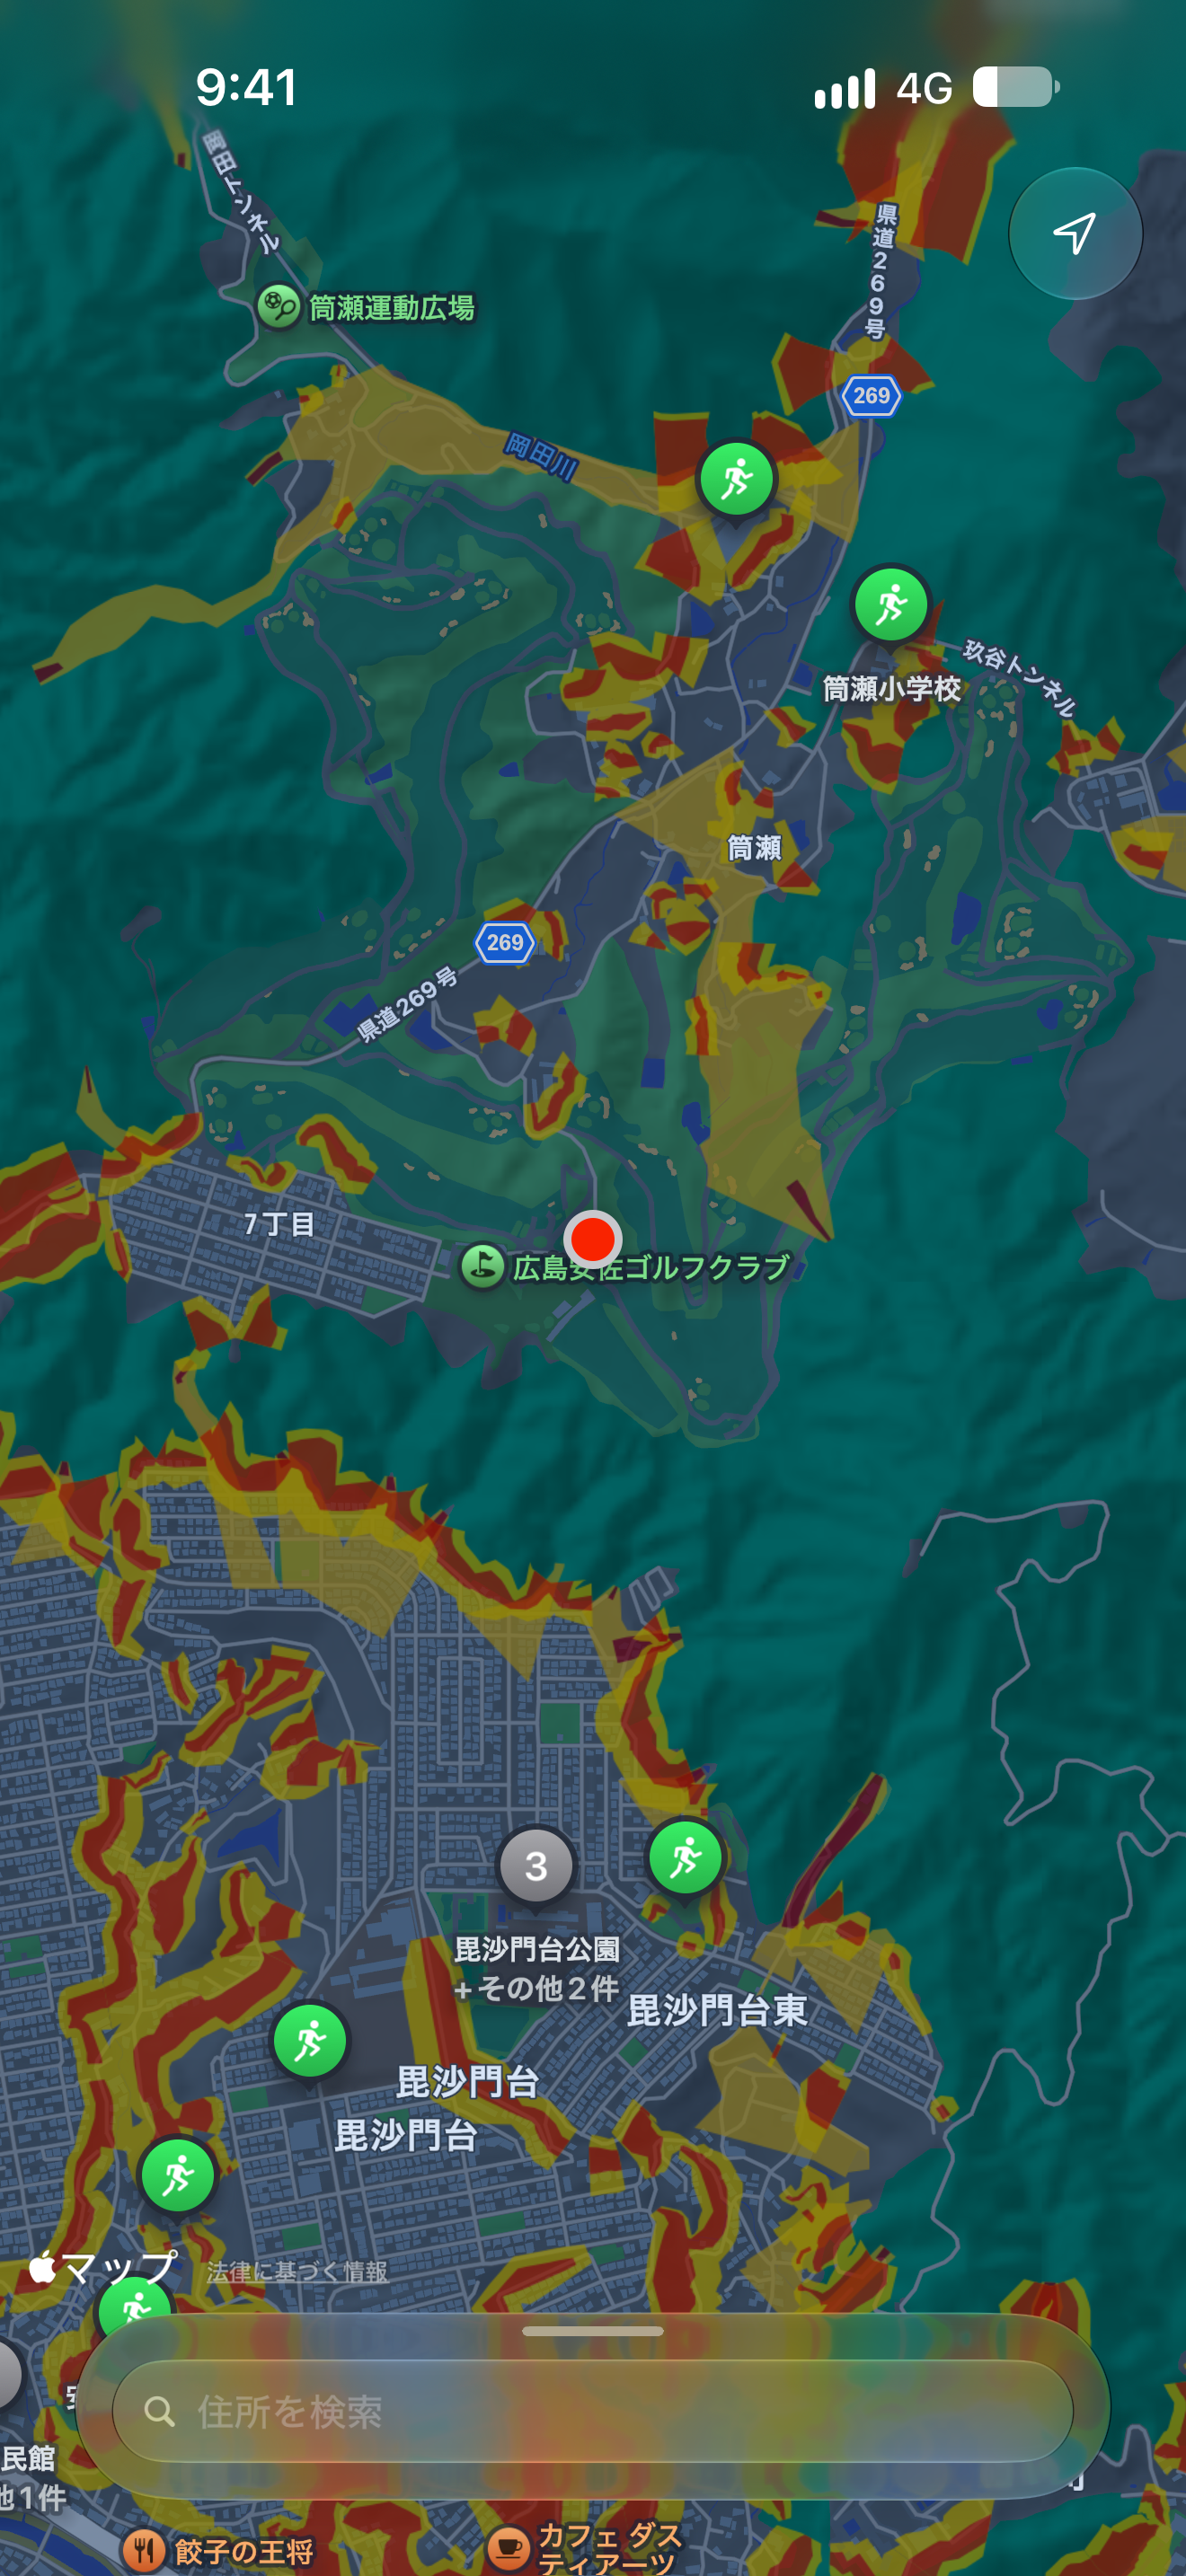 9:41
4G
岡田トンネル
県道269号
筒瀬運動広場
269
岡田川
玖谷トンネル
筒瀬小学校
筒瀬
269
県道269号
7丁目
広島安佐ゴルフクラブ
3
毘沙門台公園
+その他2件
毘沙門台東
毘沙門台
毘沙門台
マップ
法律に基づく情報
住所を検索
民館
他1件
餃子の王将
カフェ ダス
ティアーツ